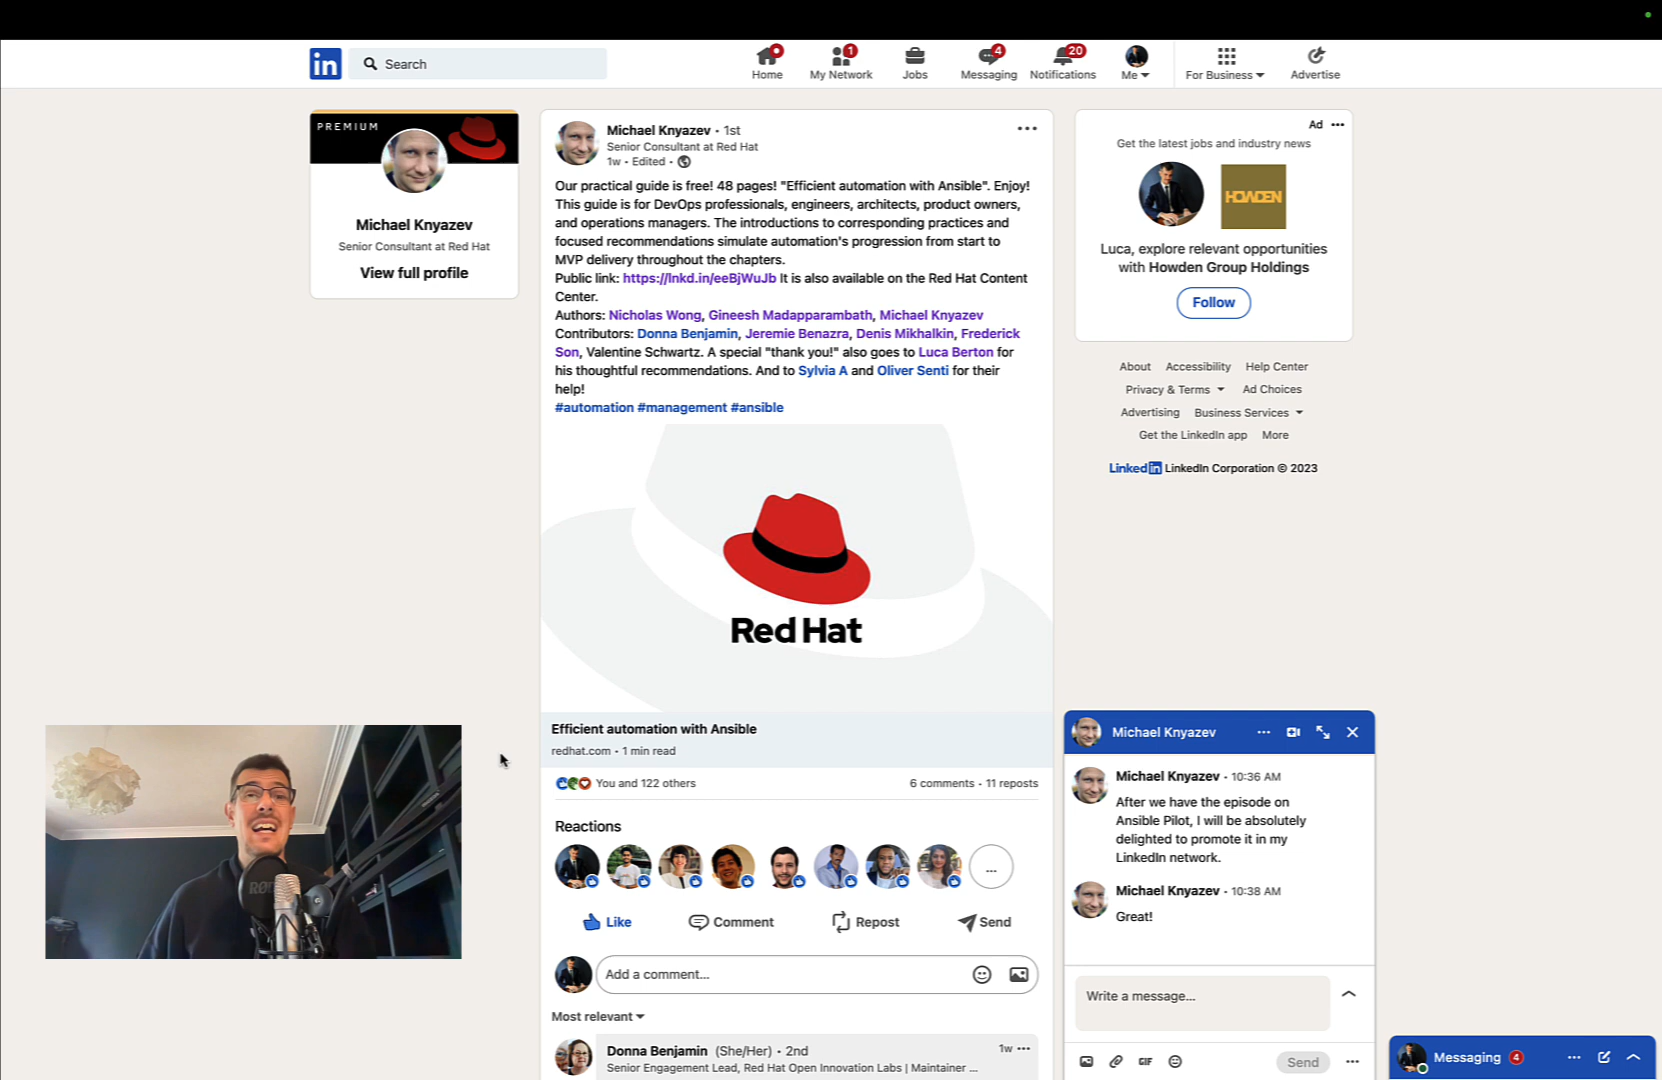 in
Search
Home
1
My Network
Jobs
4
Messaging
20
Notifications
Me
For Business
Advertise
PREMIUM
Michael Knyazev
Senior Consultant at Red Hat
View full profile
Michael Knyazev • 1st
Senior Consultant at Red Hat
1w • Edited •
Our practical guide is free! 48 pages! "Efficient automation with Ansible". Enjoy!
This guide is for DevOps professionals, engineers, architects, product owners,
and operations managers. The introductions to corresponding practices and
focused recommendations simulate automation's progression from start to
MVP delivery throughout the chapters.
Public link: https://lnkd.in/eeBjWuJb It is also available on the Red Hat Content
Center.
Authors: Nicholas Wong, Gineesh Madapparambath, Michael Knyazev
Contributors: Donna Benjamin, Jeremie Benazra, Denis Mikhalkin, Frederick
Son, Valentine Schwartz. A special "thank you!" also goes to Luca Berton for
his thoughtful recommendations. And to Sylvia A and Oliver Senti for their
help!
#automation #management #ansible
Red Hat
Efficient automation with Ansible
redhat.com • 1 min read
You and 122 others
6 comments • 11 reposts
Reactions
...
Like
Comment
Repost
Send
Add a comment...
Most relevant
Donna Benjamin (She/Her) • 2nd
1w
Senior Engagement Lead, Red Hat Open Innovation Labs | Maintainer ...
Ad
Get the latest jobs and industry news
HOWDEN
Luca, explore relevant opportunities
with Howden Group Holdings
Follow
About Accessibility Help Center
Privacy & Terms Ad Choices
Advertising Business Services
Get the LinkedIn app More
Linkedin LinkedIn Corporation © 2023
RØDE
Michael Knyazev
Michael Knyazev • 10:36 AM
After we have the episode on
Ansible Pilot, I will be absolutely
delighted to promote it in my
LinkedIn network.
Michael Knyazev • 10:38 AM
Great!
Write a message...
GIF
Send
Messaging 4